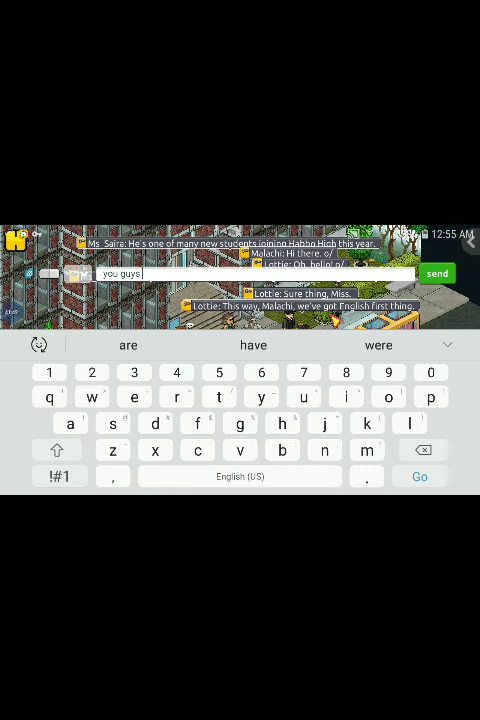 12:55 AM
Ms_Saira: He's one of many new students joining Habbo High this year.
Malachi: Hi there. o/
Lottie: Oh, hello! o/
you guys
send
Lottie: Sure thing, Miss.
Lottie: This way, Malachi, we've got English first thing.
are have were
1 2 3 4 5 6 7 8 9 0
q w e r t y u i o p
a s d f g h j k l
z x c v b n m
!#1 , English (US) . Go